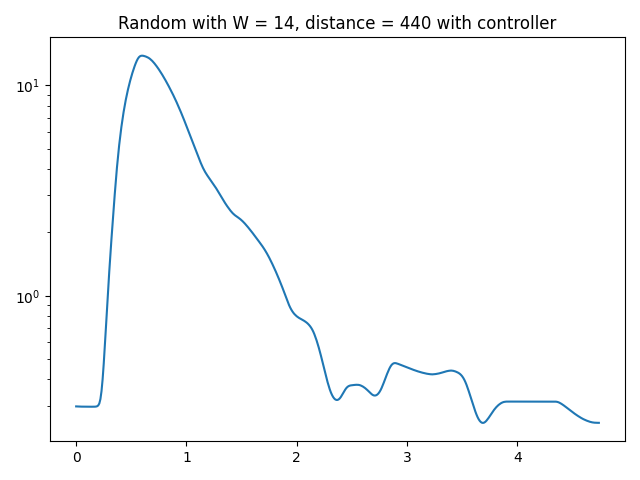 Random with W = 14, distance = 440 with controller
10¹
10⁰
0 1 2 3 4